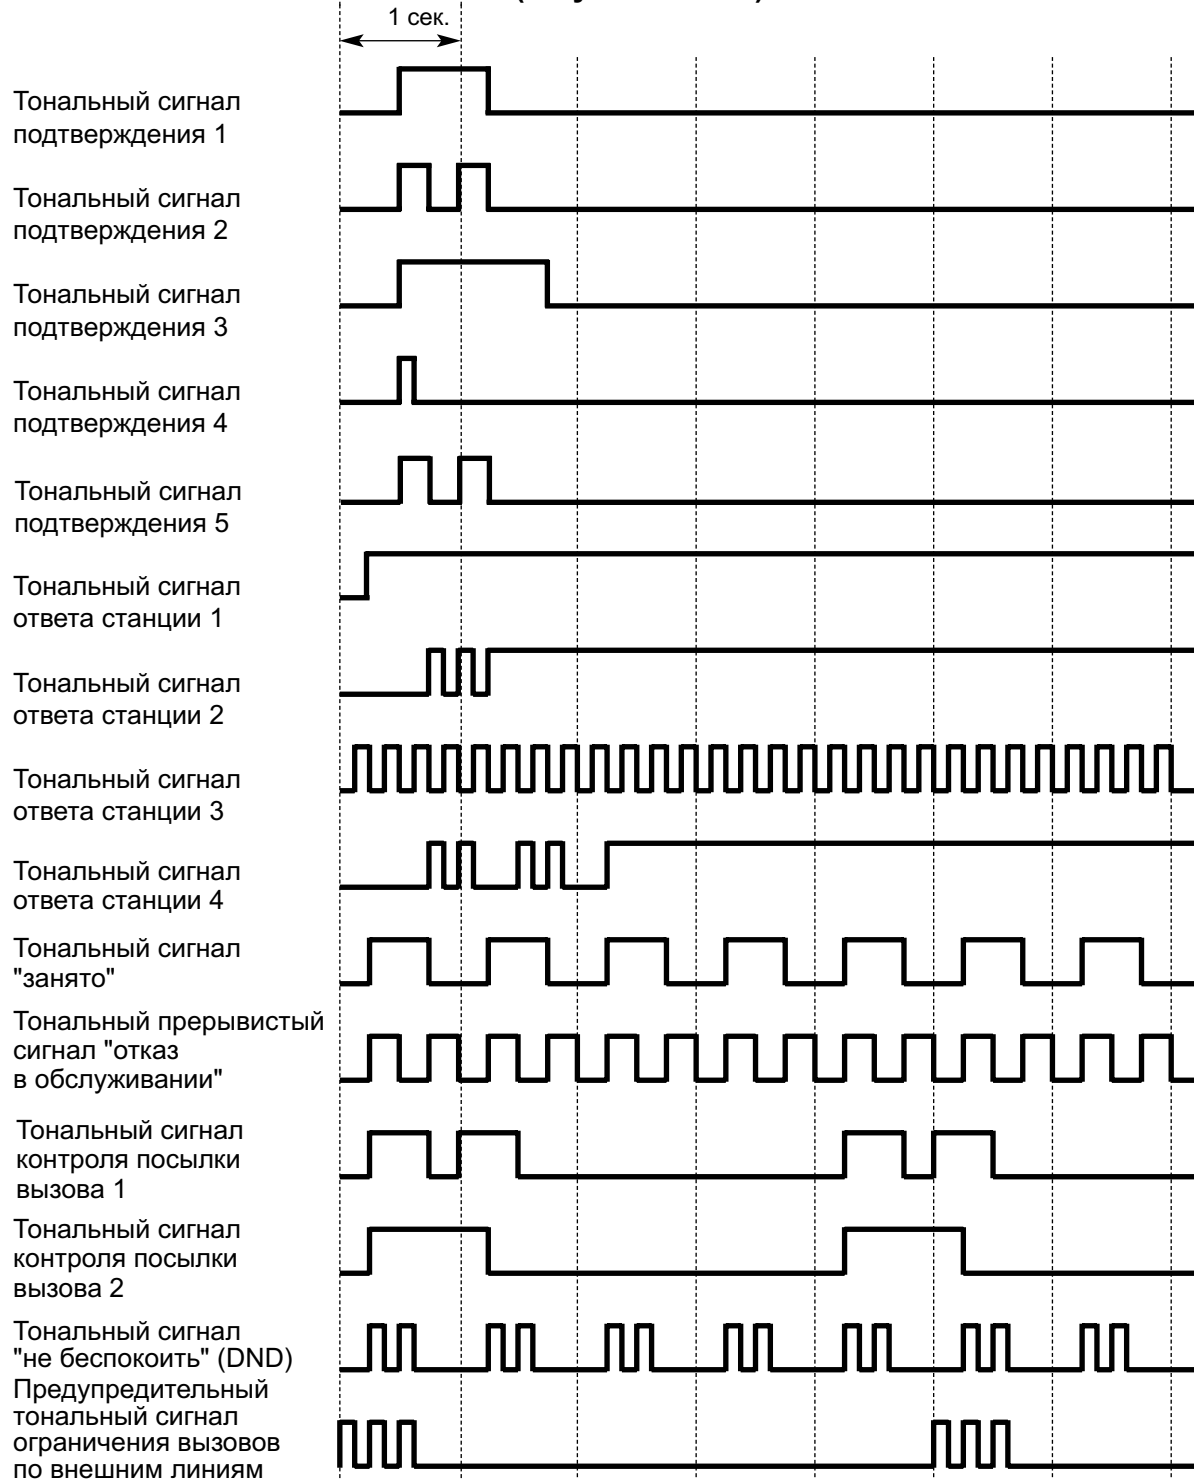 1 сек.
Тональный сигнал
подтверждения 1
Тональный сигнал
подтверждения 2
Тональный сигнал
подтверждения 3
Тональный сигнал
подтверждения 4
Тональный сигнал
подтверждения 5
Тональный сигнал
ответа станции 1
Тональный сигнал
ответа станции 2
Тональный сигнал
ответа станции 3
Тональный сигнал
ответа станции 4
Тональный сигнал
"занято"
Тональный прерывистый
сигнал "отказ
в обслуживании"
Тональный сигнал
контроля посылки
вызова 1
Тональный сигнал
контроля посылки
вызова 2
Тональный сигнал
"не беспокоить" (DND)
Предупредительный
тональный сигнал
ограничения вызовов
по внешним линиям